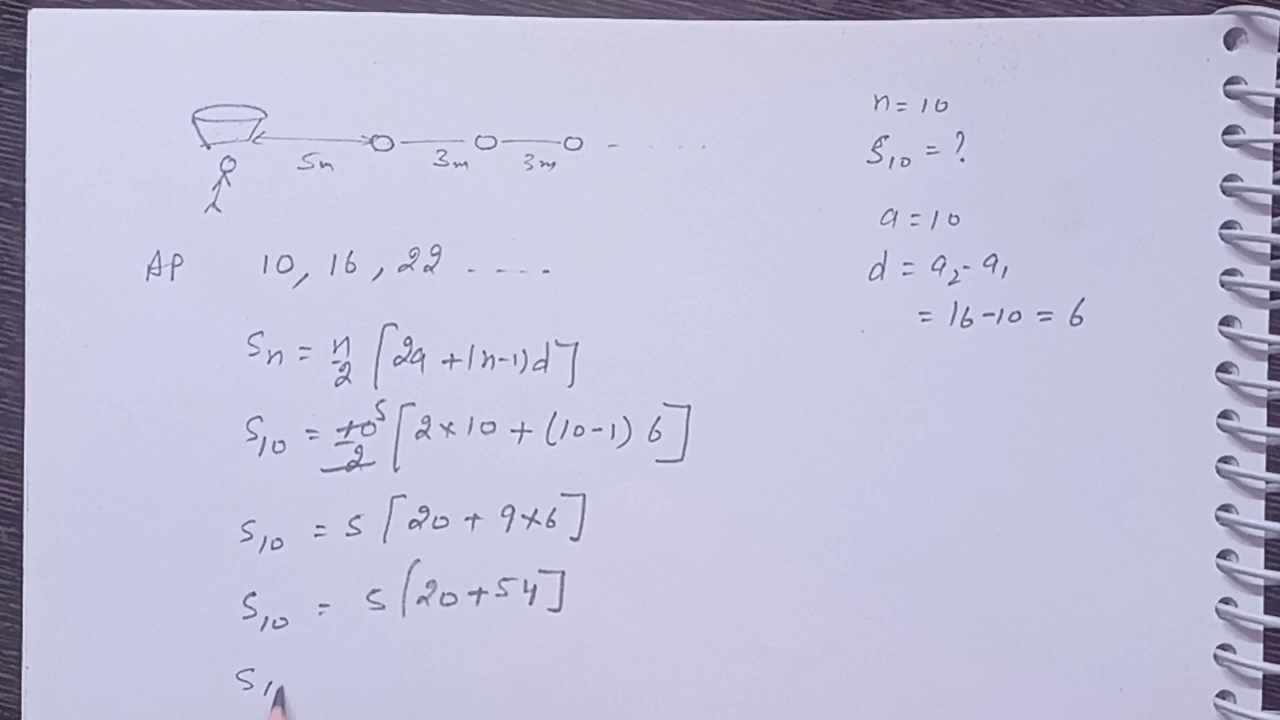 5m 3m 3m
n = 10
S10 = ?
a = 10
d = a2 - a1
= 16 - 10 = 6
AP 10, 16, 22 - - - -
Sn = n/2 [2a + (n-1)d]
S10 = 10/2 5 [2 × 10 + (10-1) 6]
S10 = 5 [20 + 9×6]
S10 = 5 [20 + 54]
S1